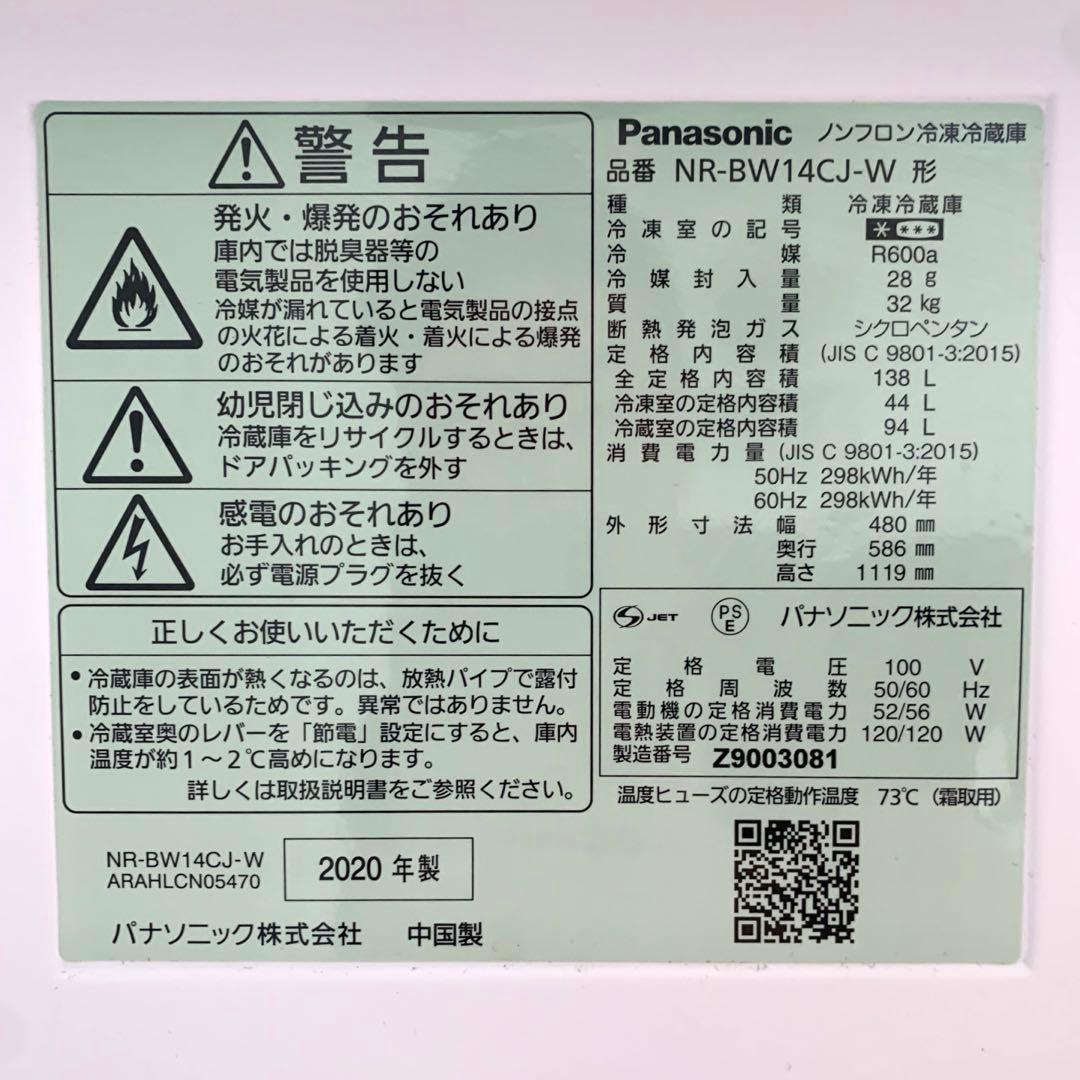 警告
発火・爆発のおそれあり
庫内では脱臭器等の
電気製品を使用しない
冷媒が漏れていると電気製品の接点
の火花による着火・着火による爆発
のおそれがあります
幼児閉じ込みのおそれあり
冷蔵庫をリサイクルするときは、
ドアパッキングを外す
感電のおそれあり
お手入れのときは、
必ず電源プラグを抜く
正しくお使いいただくために
•冷蔵庫の表面が熱くなるのは、放熱パイプで露付
防止をしているためです。異常ではありません。
•冷蔵室奥のレバーを「節電」設定にすると、庫内
温度が約1～2℃高めになります。
詳しくは取扱説明書をご参照ください。
NR-BW14CJ-W
ARAHLCN05470
2020年製
パナソニック株式会社 中国製
Panasonic ノンフロン冷凍冷蔵庫
品番 NR-BW14CJ-W 形
種類 冷凍冷蔵庫
冷凍室の記号 * ***
冷媒 R600a
冷媒封入量 28 g
質量 32 kg
断熱発泡ガス シクロペンタン
定格内容積 (JIS C 9801-3:2015)
全定格内容積 138 L
冷凍室の定格内容積 44 L
冷蔵室の定格内容積 94 L
消費電力量 (JIS C 9801-3:2015)
50Hz 298kWh/年
60Hz 298kWh/年
外形寸法幅 480 mm
奥行 586 mm
高さ 1119 mm
JET PS E パナソニック株式会社
定格電圧 100 V
定格周波数 50/60 Hz
電動機の定格消費電力 52/56 W
電熱装置の定格消費電力 120/120 W
製造番号 Z9003081
温度ヒューズの定格動作温度 73℃（霜取用）